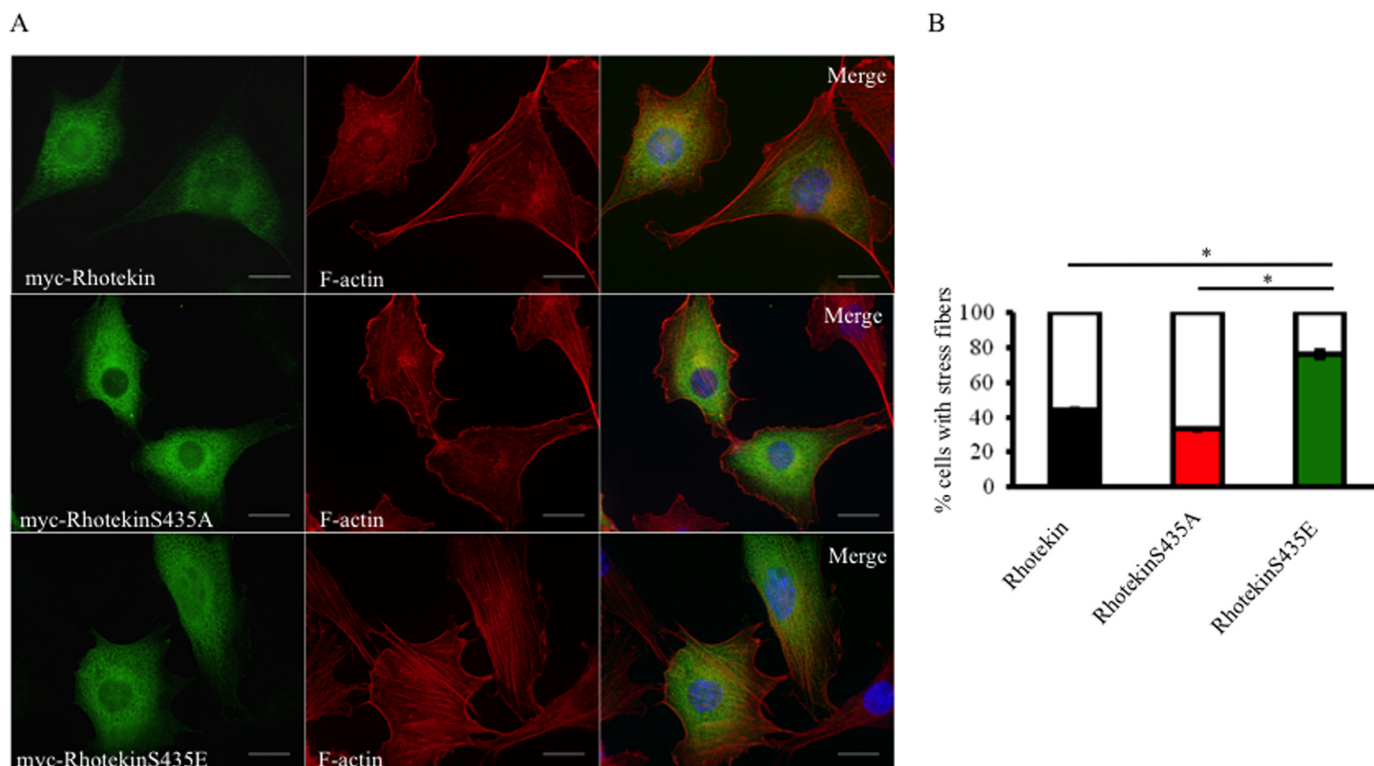 A
B
Merge
myc-Rhotekin
F-actin
Merge
myc-RhotekinS435A
F-actin
Merge
myc-RhotekinS435E
F-actin
*
*
% cells with stress fibers
100
80
60
40
20
0
Rhotekin
RhotekinS435A
RhotekinS435E